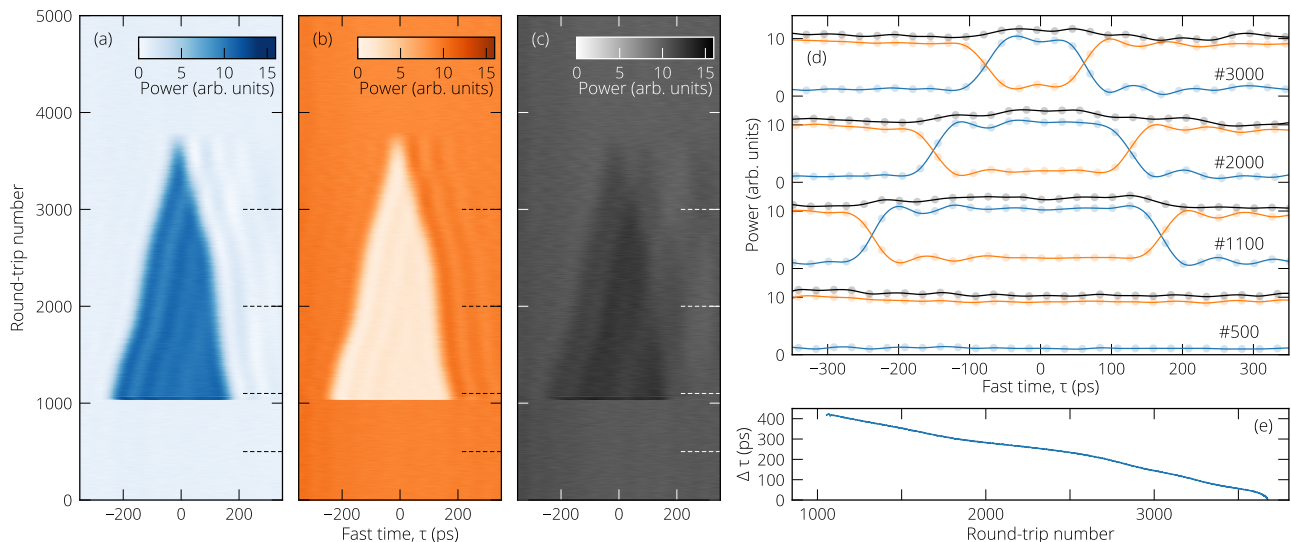 (a)
0 5 10 15
Power (arb. units)
(b)
0 5 10 15
Power (arb. units)
(c)
0 5 10 15
Power (arb. units)
5000
4000
3000
2000
1000
0
Round-trip number
−200 0 200
−200 0 200
−200 0 200
Fast time, τ (ps)
(d)
10
#3000
0
10
#2000
0
10
#1100
0
10
#500
0
Power (arb. units)
−300 −200 −100 0 100 200 300
Fast time, τ (ps)
(e)
400
300
200
100
0
Δ τ (ps)
1000 2000 3000
Round-trip number